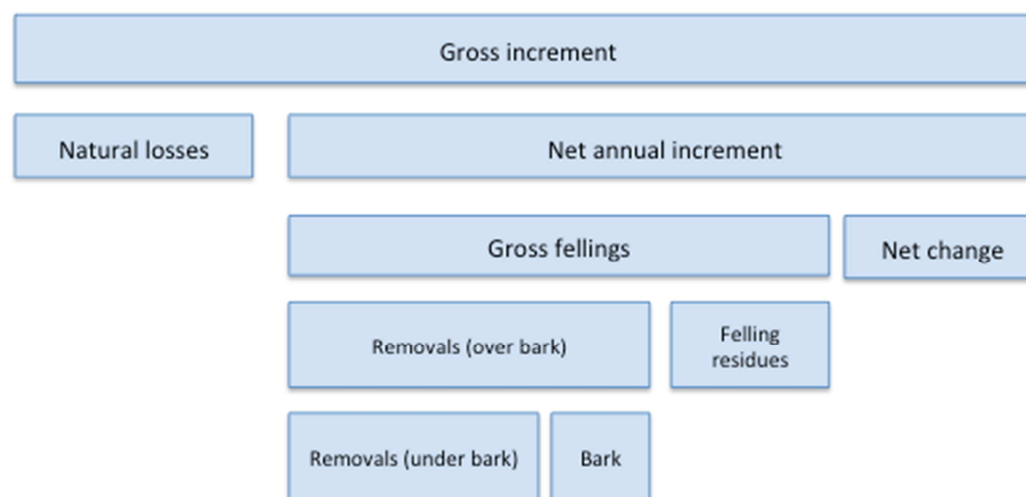 Gross increment
Natural losses
Net annual increment
Gross fellings
Net change
Removals (over bark)
Felling
residues
Removals (under bark)
Bark